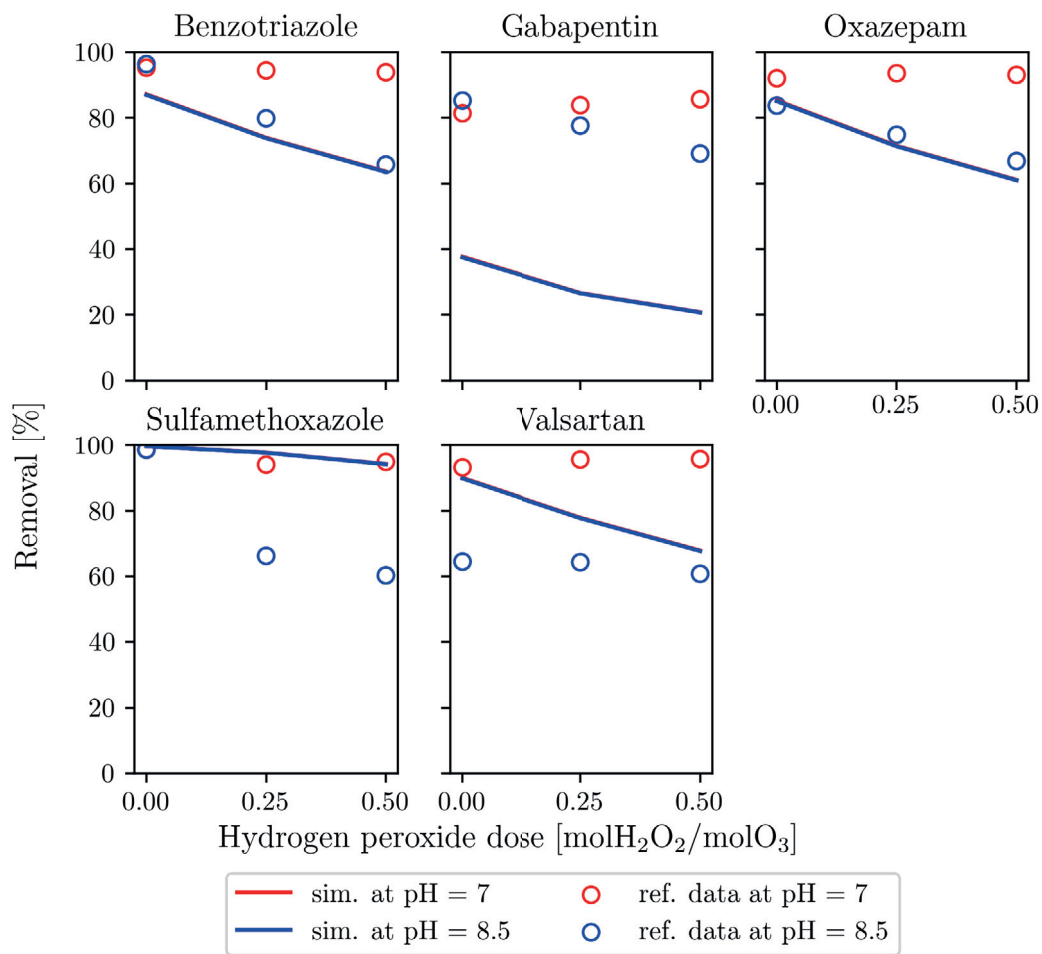 Benzotriazole
Gabapentin
Oxazepam
100
80
60
40
20
0
0.00 0.25 0.50
Sulfamethoxazole
Valsartan
100
80
60
40
20
0
0.00 0.25 0.50
0.00 0.25 0.50
Removal [%]
Hydrogen peroxide dose [molH₂O₂/molO₃]
sim. at pH = 7
sim. at pH = 8.5
ref. data at pH = 7
ref. data at pH = 8.5